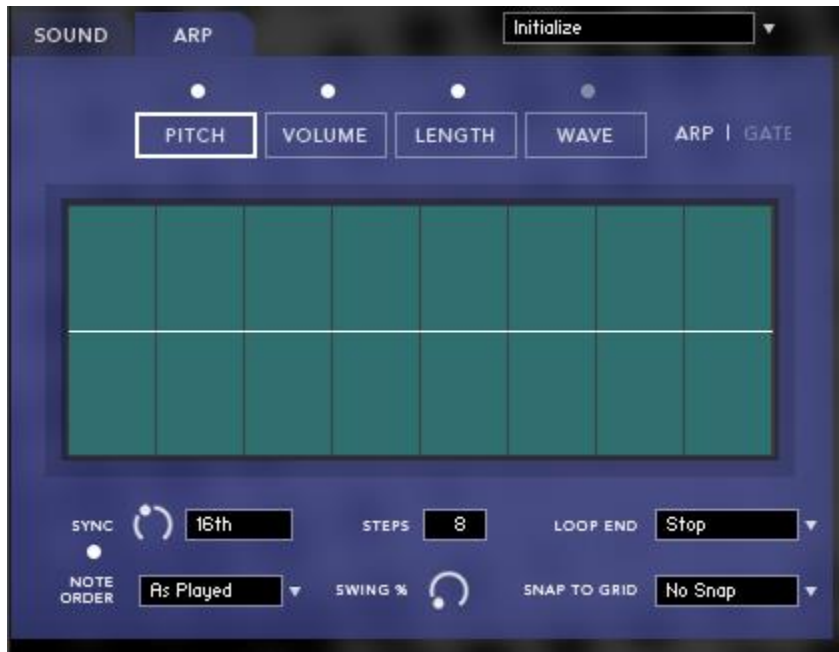 SOUND ARP Initialize
PITCH VOLUME LENGTH WAVE ARP | GATE
SYNC 16th STEPS 8 LOOP END Stop
NOTE
ORDER As Played SWING % SNAP TO GRID No Snap